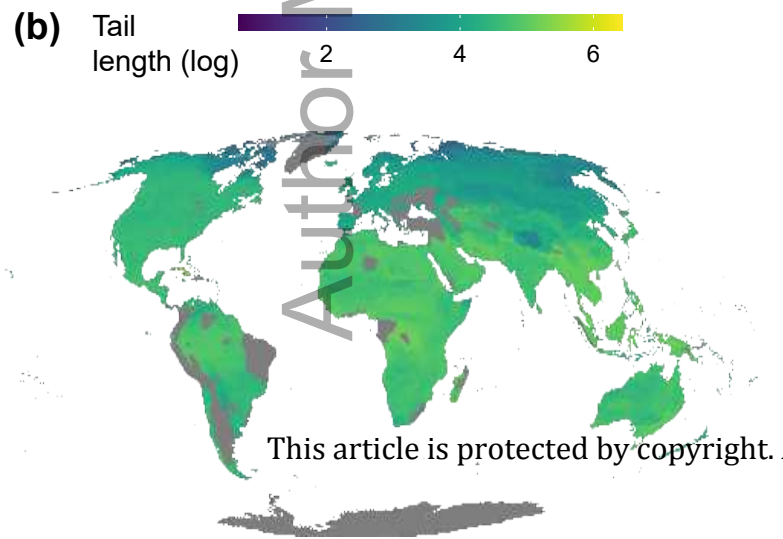 (b) Tail
length (log)
2 4 6
Author M
This article is protected by copyright.